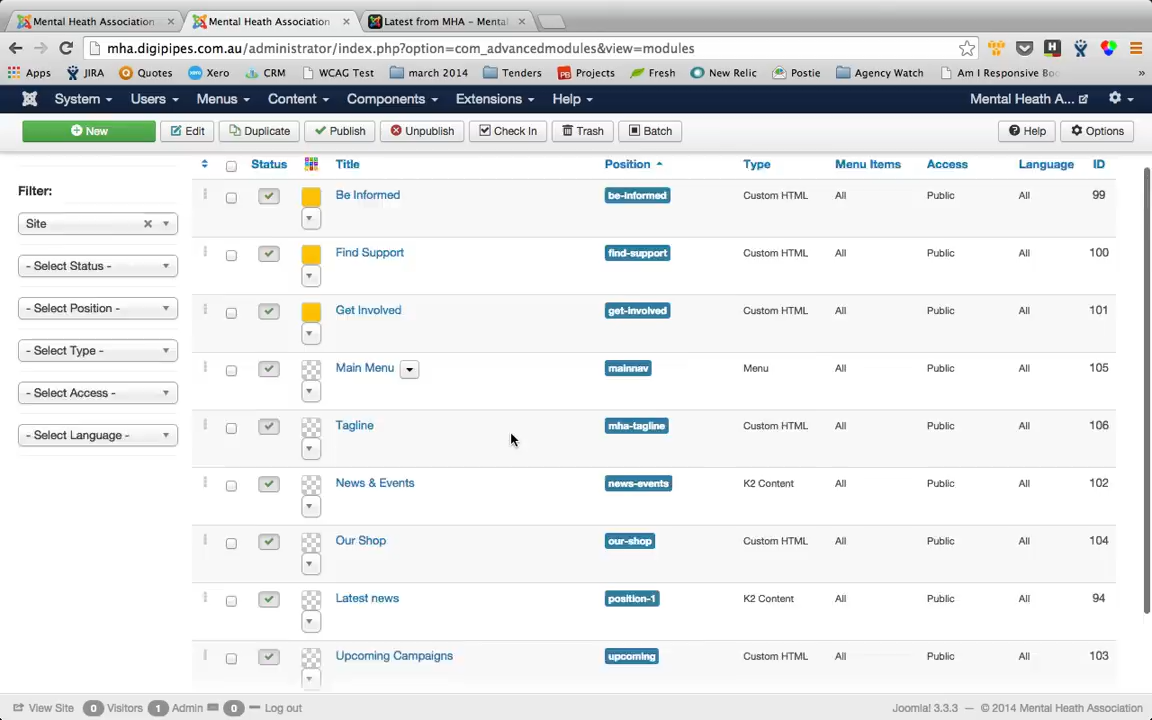 Mental Heath Association
Mental Heath Association
Latest from MHA – Mental
mha.digipipes.com.au/administrator/index.php?option=com_advancedmodules&view=modules
Apps JIRA Quotes Xero CRM WCAG Test march 2014 Tenders Projects Fresh New Relic Postie Agency Watch Am I Responsive
System Users Menus Content Components Extensions Help Mental Heath A...
New Edit Duplicate Publish Unpublish Check In Trash Batch Help Options
Status Title Position Type Menu Items Access Language ID
Filter:
Site
- Select Status -
- Select Position -
- Select Type -
- Select Access -
- Select Language -
Be Informed be-informed Custom HTML All Public All 99
Find Support find-support Custom HTML All Public All 100
Get Involved get-involved Custom HTML All Public All 101
Main Menu mainnav Menu All Public All 105
Tagline mha-tagline Custom HTML All Public All 106
News & Events news-events K2 Content All Public All 102
Our Shop our-shop Custom HTML All Public All 104
Latest news position-1 K2 Content All Public All 94
Upcoming Campaigns upcoming Custom HTML All Public All 103
View Site 0 Visitors 1 Admin 0 Log out Joomla! 3.3.3 — © 2014 Mental Heath Association